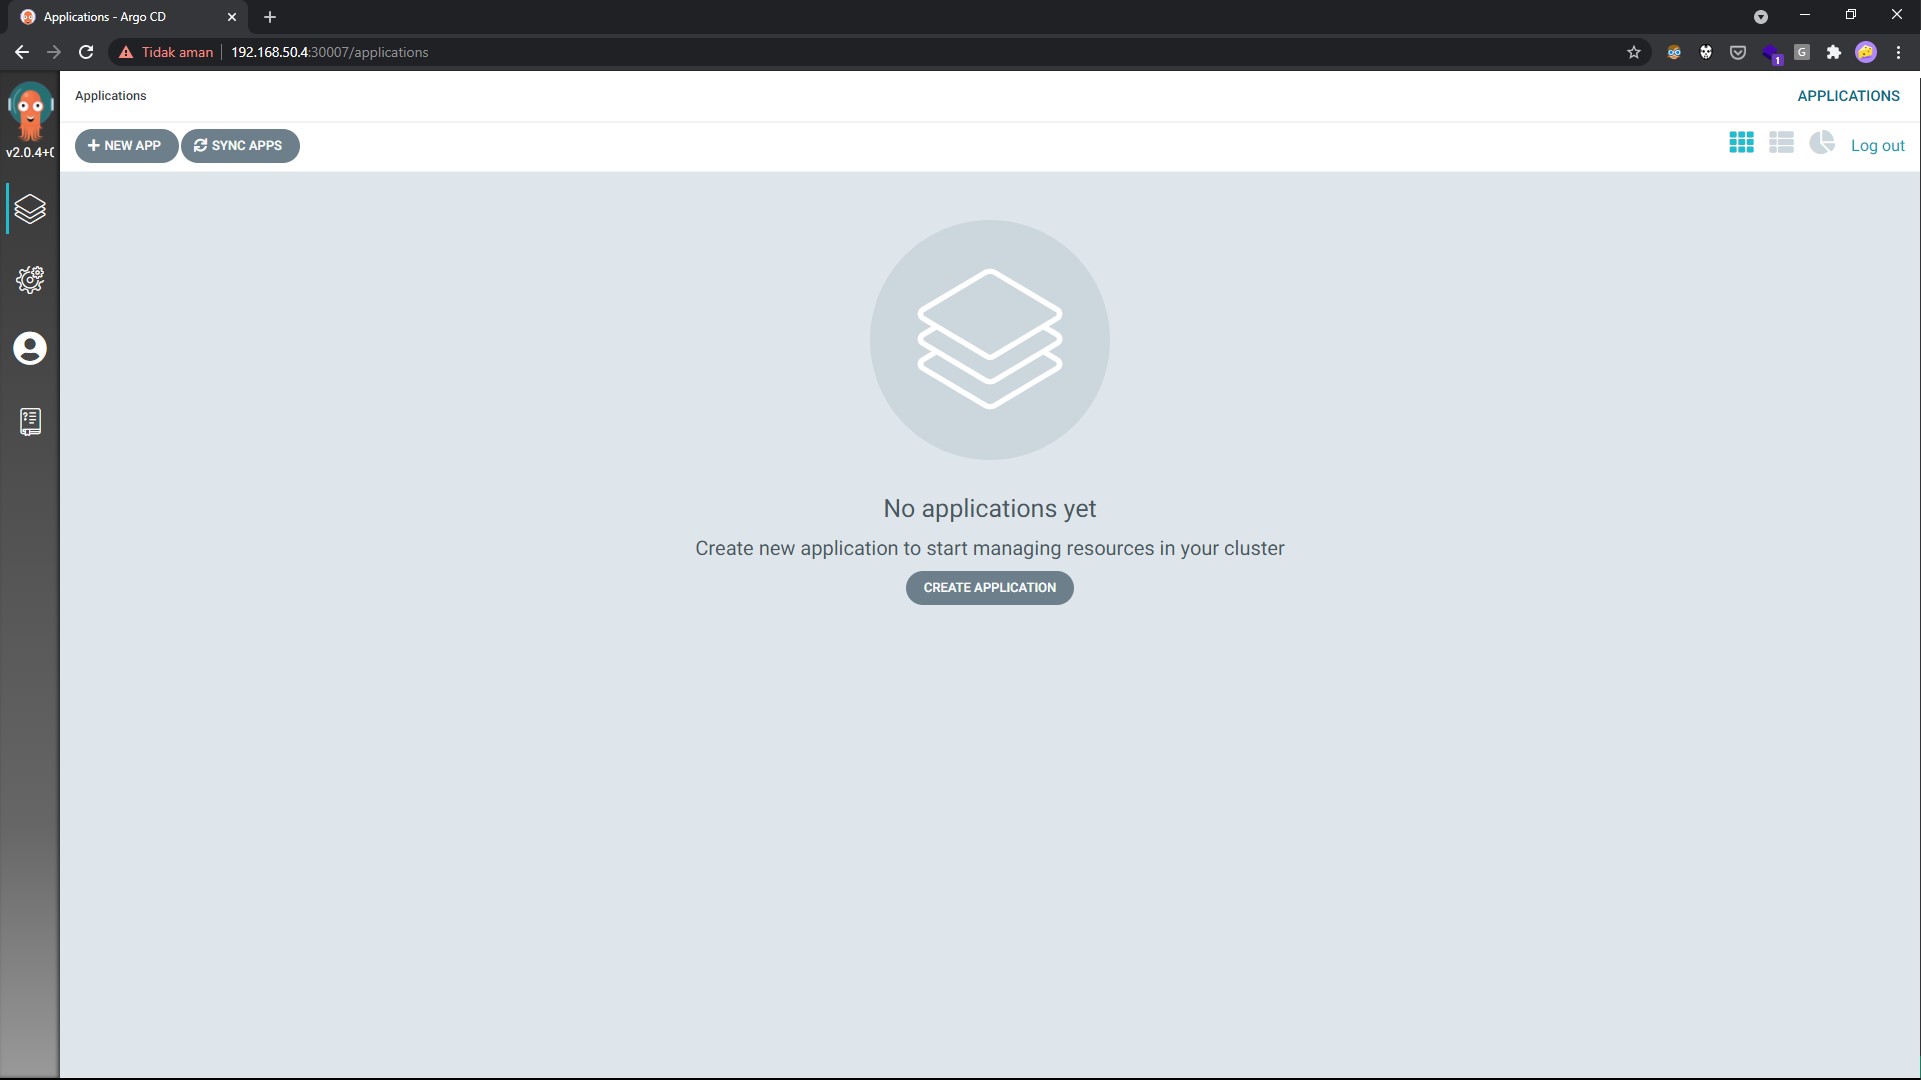 Applications - Argo CD
Tidak aman 192.168.50.4:30007/applications
1
G
Applications
APPLICATIONS
v2.0.4+
NEW APP
SYNC APPS
Log out
No applications yet
Create new application to start managing resources in your cluster
CREATE APPLICATION